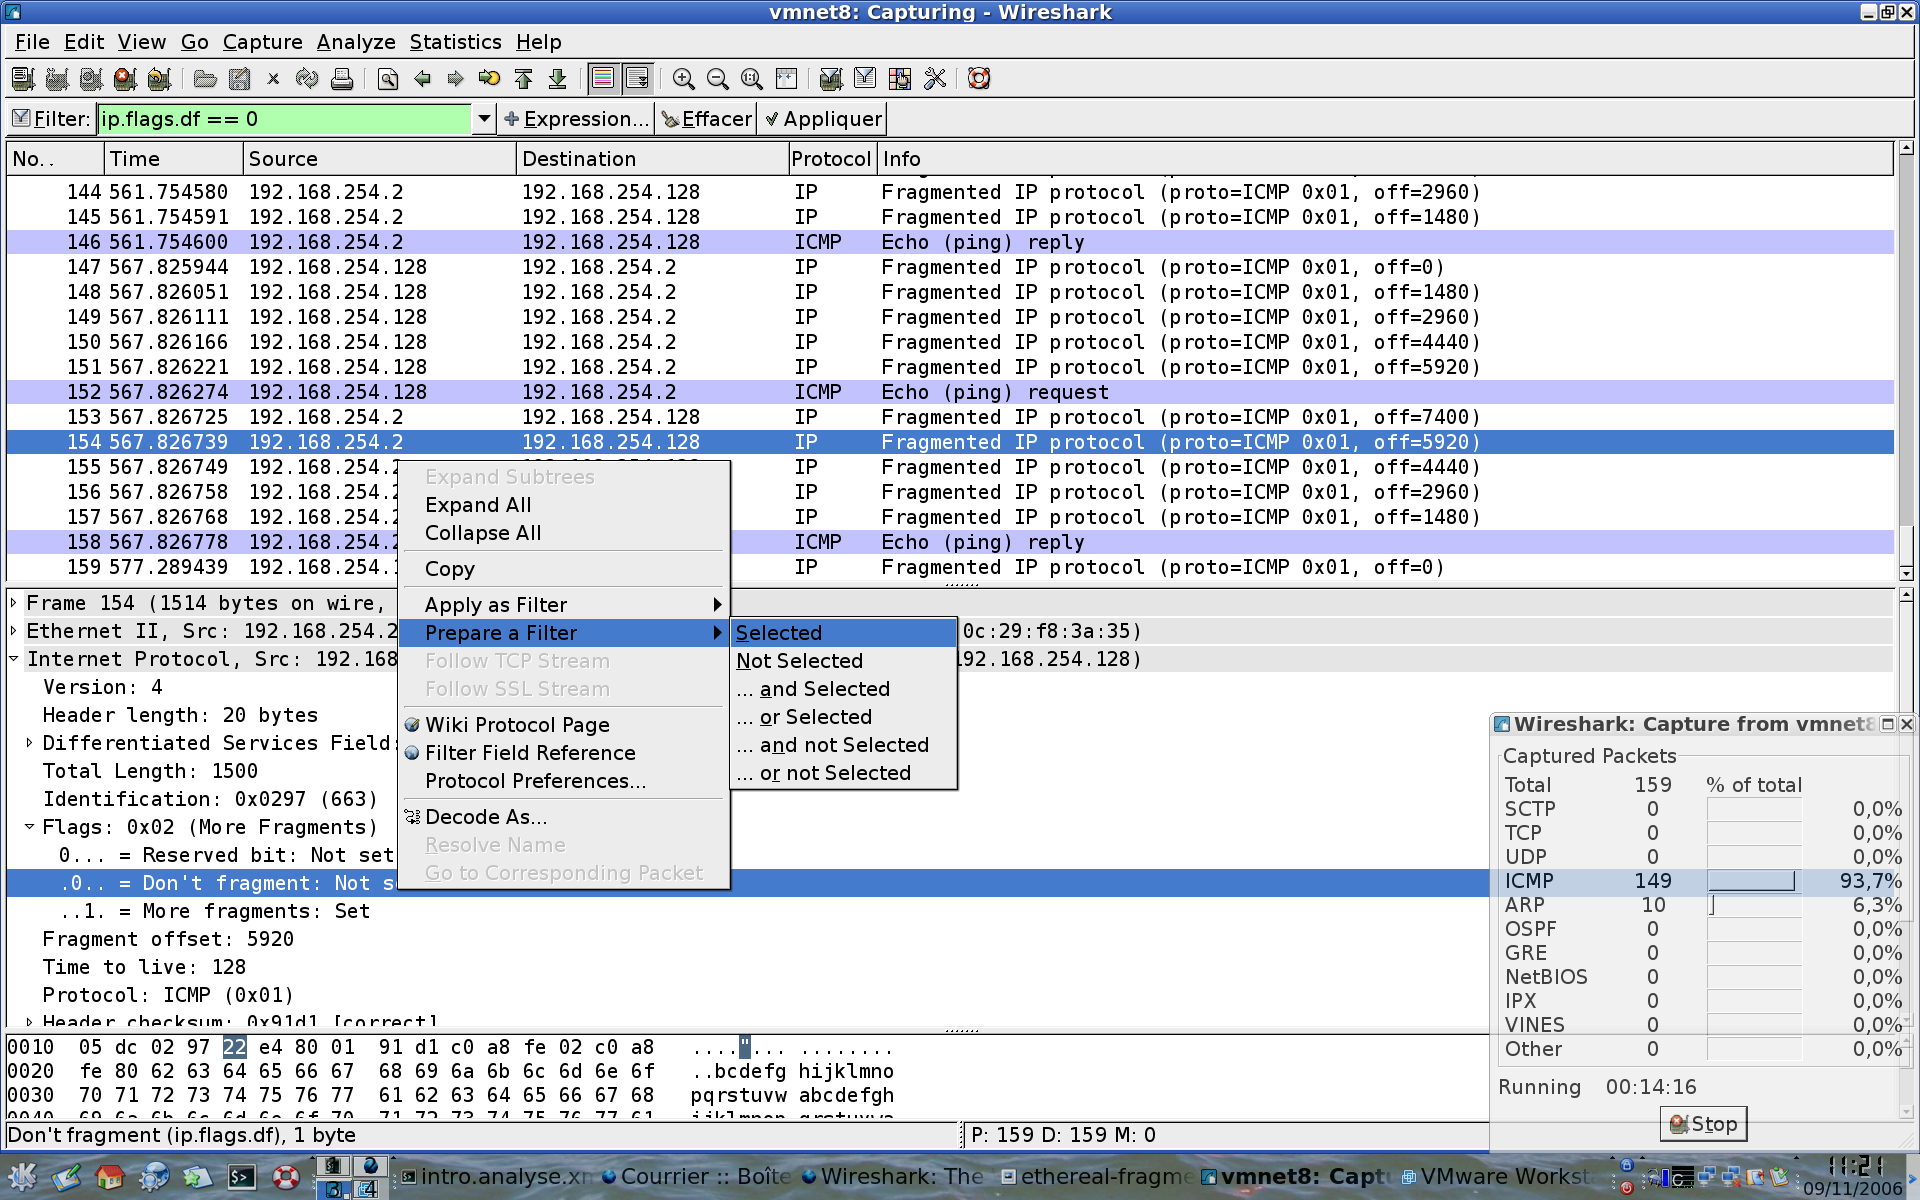 vmnet8: Capturing - Wireshark
File Edit View Go Capture Analyze Statistics Help
Filter: ip.flags.df == 0 Expression... Effacer Appliquer
No. . Time Source Destination Protocol Info
144 561.754580 192.168.254.2 192.168.254.128 IP Fragmented IP protocol (proto=ICMP 0x01, off=2960)
145 561.754591 192.168.254.2 192.168.254.128 IP Fragmented IP protocol (proto=ICMP 0x01, off=1480)
146 561.754600 192.168.254.2 192.168.254.128 ICMP Echo (ping) reply
147 567.825944 192.168.254.128 192.168.254.2 IP Fragmented IP protocol (proto=ICMP 0x01, off=0)
148 567.826051 192.168.254.128 192.168.254.2 IP Fragmented IP protocol (proto=ICMP 0x01, off=1480)
149 567.826111 192.168.254.128 192.168.254.2 IP Fragmented IP protocol (proto=ICMP 0x01, off=2960)
150 567.826166 192.168.254.128 192.168.254.2 IP Fragmented IP protocol (proto=ICMP 0x01, off=4440)
151 567.826221 192.168.254.128 192.168.254.2 IP Fragmented IP protocol (proto=ICMP 0x01, off=5920)
152 567.826274 192.168.254.128 192.168.254.2 ICMP Echo (ping) request
153 567.826725 192.168.254.2 192.168.254.128 IP Fragmented IP protocol (proto=ICMP 0x01, off=7400)
154 567.826739 192.168.254.2 192.168.254.128 IP Fragmented IP protocol (proto=ICMP 0x01, off=5920)
155 567.826749 192.168.254.2 IP Fragmented IP protocol (proto=ICMP 0x01, off=4440)
156 567.826758 192.168.254.2 IP Fragmented IP protocol (proto=ICMP 0x01, off=2960)
157 567.826768 192.168.254.2 IP Fragmented IP protocol (proto=ICMP 0x01, off=1480)
158 567.826778 192.168.254.2 ICMP Echo (ping) reply
159 577.289439 192.168.254.1 IP Fragmented IP protocol (proto=ICMP 0x01, off=0)
Expand Subtrees
Expand All
Collapse All
Copy
Apply as Filter
Prepare a Filter
Follow TCP Stream
Follow SSL Stream
Wiki Protocol Page
Filter Field Reference
Protocol Preferences...
Decode As...
Resolve Name
Go to Corresponding Packet
Selected
Not Selected
... and Selected
... or Selected
... and not Selected
... or not Selected
Frame 154 (1514 bytes on wire,
Ethernet II, Src: 192.168.254.2 0c:29:f8:3a:35)
Internet Protocol, Src: 192.168 192.168.254.128)
Version: 4
Header length: 20 bytes
Differentiated Services Field:
Total Length: 1500
Identification: 0x0297 (663)
Flags: 0x02 (More Fragments)
0... = Reserved bit: Not set
.0.. = Don't fragment: Not s
..1. = More fragments: Set
Fragment offset: 5920
Time to live: 128
Protocol: ICMP (0x01)
Header checksum: 0x91d1 [correct]
0010 05 dc 02 97 22 e4 80 01 91 d1 c0 a8 fe 02 c0 a8 ...."... ........
0020 fe 80 62 63 64 65 66 67 68 69 6a 6b 6c 6d 6e 6f ..bcdefg hijklmno
0030 70 71 72 73 74 75 76 77 61 62 63 64 65 66 67 68 pqrstuvw abcdefgh
0040 69 6a 6b 6c 6d 6e 6f 70 71 72 73 74 75 76 77 61 ijklmnop qrstuvwa
Wireshark: Capture from vmnet8
Captured Packets
Total 159 % of total
SCTP 0 0,0%
TCP 0 0,0%
UDP 0 0,0%
ICMP 149 93,7%
ARP 10 6,3%
OSPF 0 0,0%
GRE 0 0,0%
NetBIOS 0 0,0%
IPX 0 0,0%
VINES 0 0,0%
Other 0 0,0%
Running 00:14:16
Stop
Don't fragment (ip.flags.df), 1 byte P: 159 D: 159 M: 0
intro.analyse.xm Courrier :: Boîte Wireshark: The ethereal-fragme vmnet8: Capt VMware Workst 11:21
09/11/2006